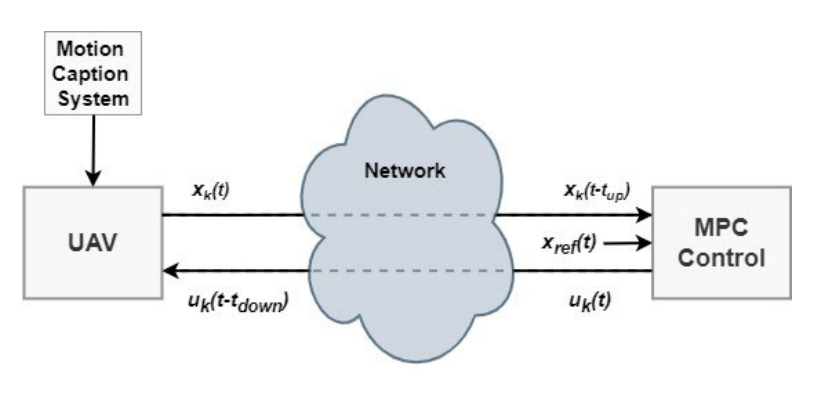 Motion
Caption
System
Network
x_k(t)
x_k(t-t_up)
UAV
x_ref(t)
MPC
Control
u_k(t-t_down)
u_k(t)